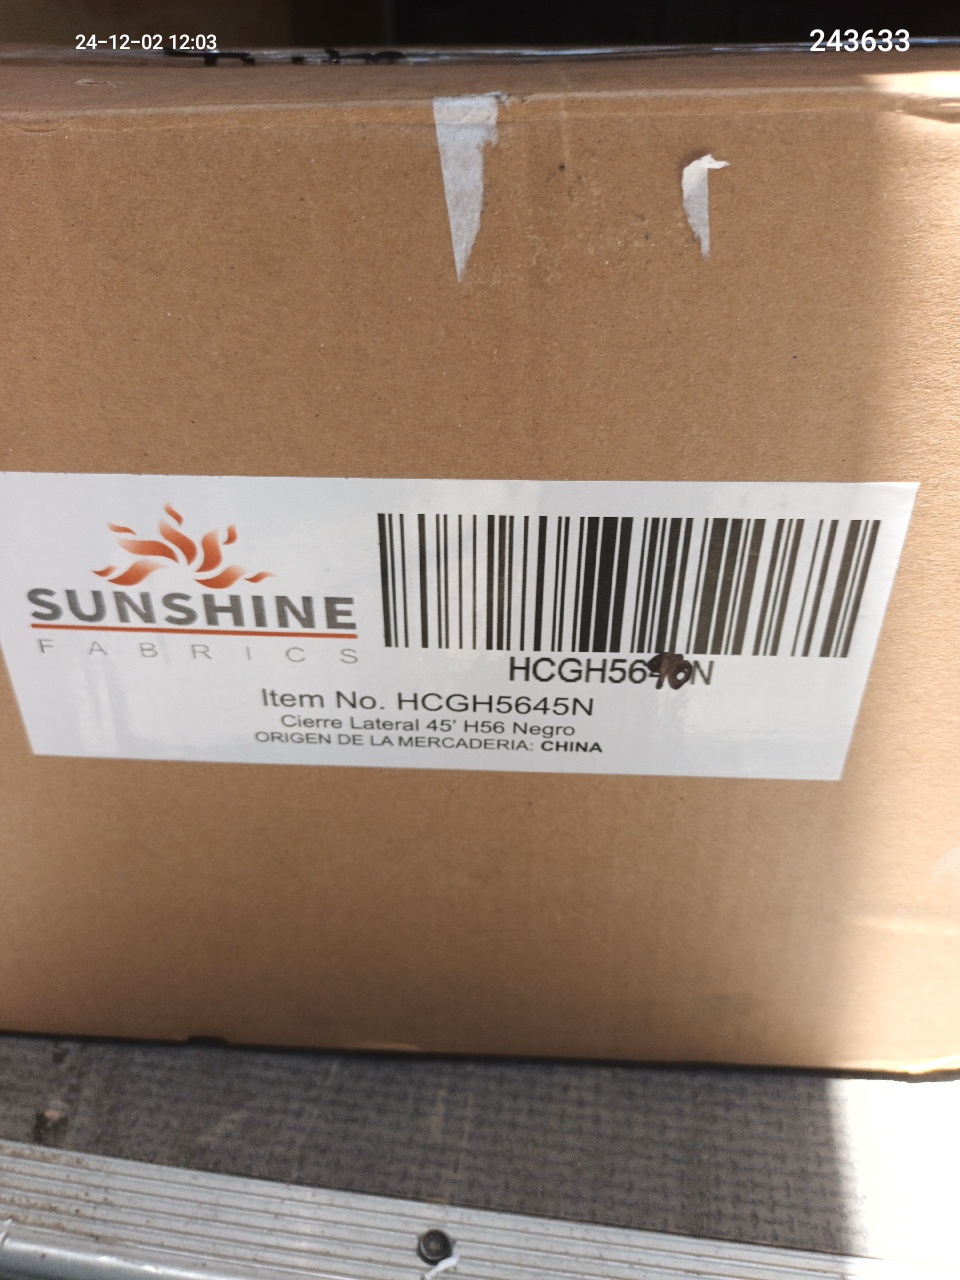 24-12-02 12:03
243633
SUNSHINE
FABRICS
HCGH5640N
Item No. HCGH5645N
Cierre Lateral 45' H56 Negro
ORIGEN DE LA MERCADERIA: CHINA